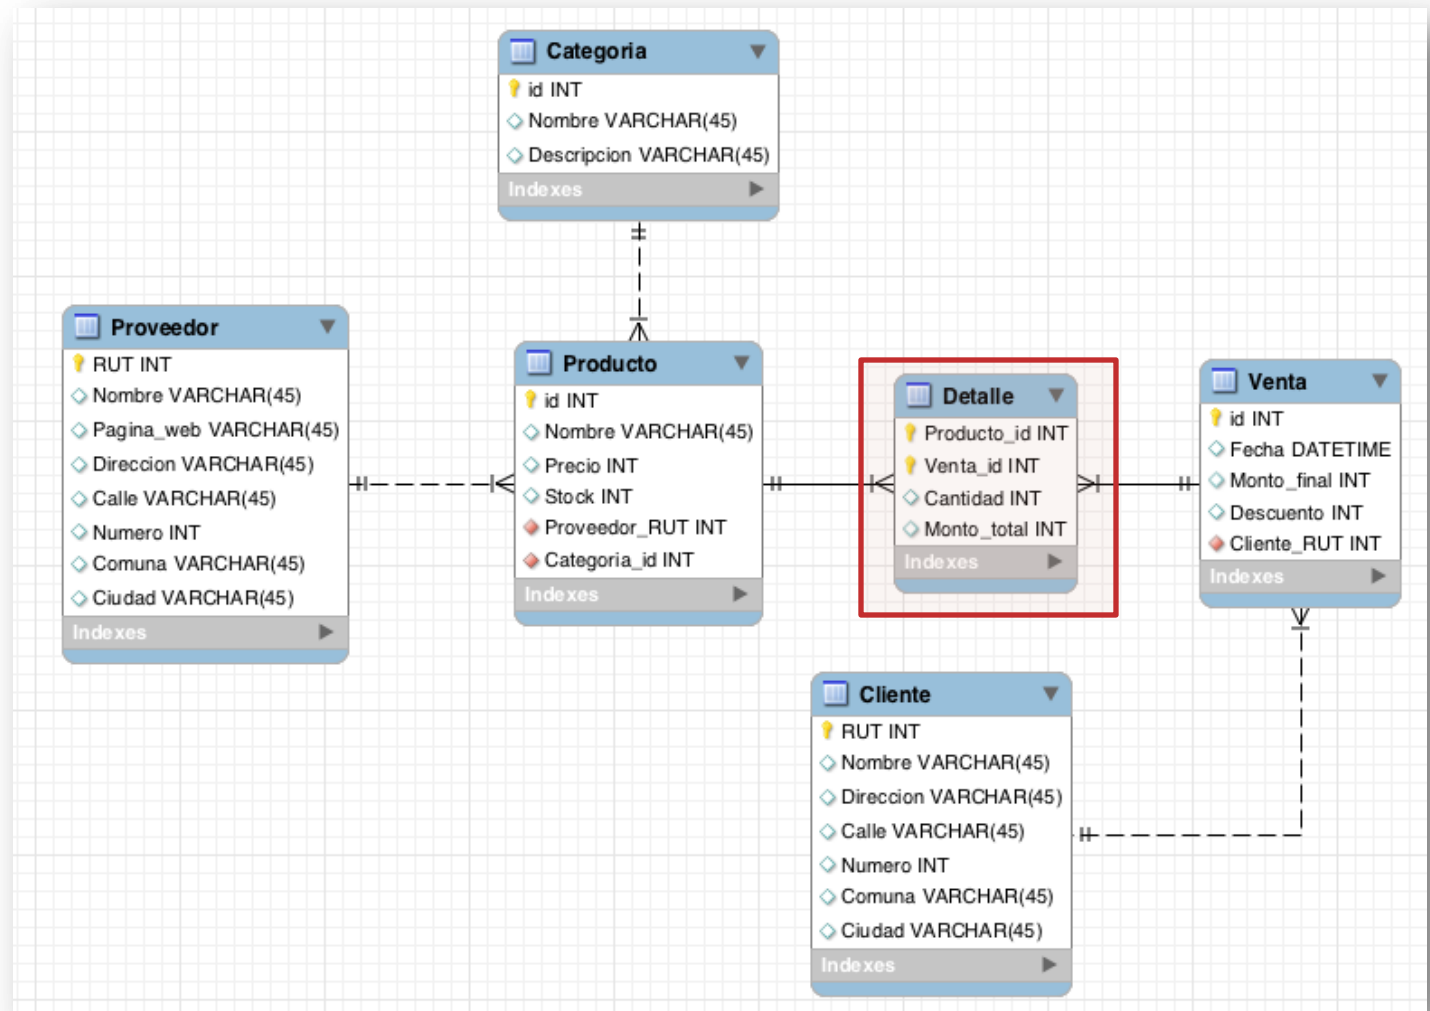 Categoria
id INT
Nombre VARCHAR(45)
Descripcion VARCHAR(45)
Indexes
Proveedor
RUT INT
Nombre VARCHAR(45)
Pagina_web VARCHAR(45)
Direccion VARCHAR(45)
Calle VARCHAR(45)
Numero INT
Comuna VARCHAR(45)
Ciudad VARCHAR(45)
Indexes
Producto
id INT
Nombre VARCHAR(45)
Precio INT
Stock INT
Proveedor_RUT INT
Categoria_id INT
Indexes
Detalle
Producto_id INT
Venta_id INT
Cantidad INT
Monto_total INT
Indexes
Venta
id INT
Fecha DATETIME
Monto_final INT
Descuento INT
Cliente_RUT INT
Indexes
Cliente
RUT INT
Nombre VARCHAR(45)
Direccion VARCHAR(45)
Calle VARCHAR(45)
Numero INT
Comuna VARCHAR(45)
Ciudad VARCHAR(45)
Indexes